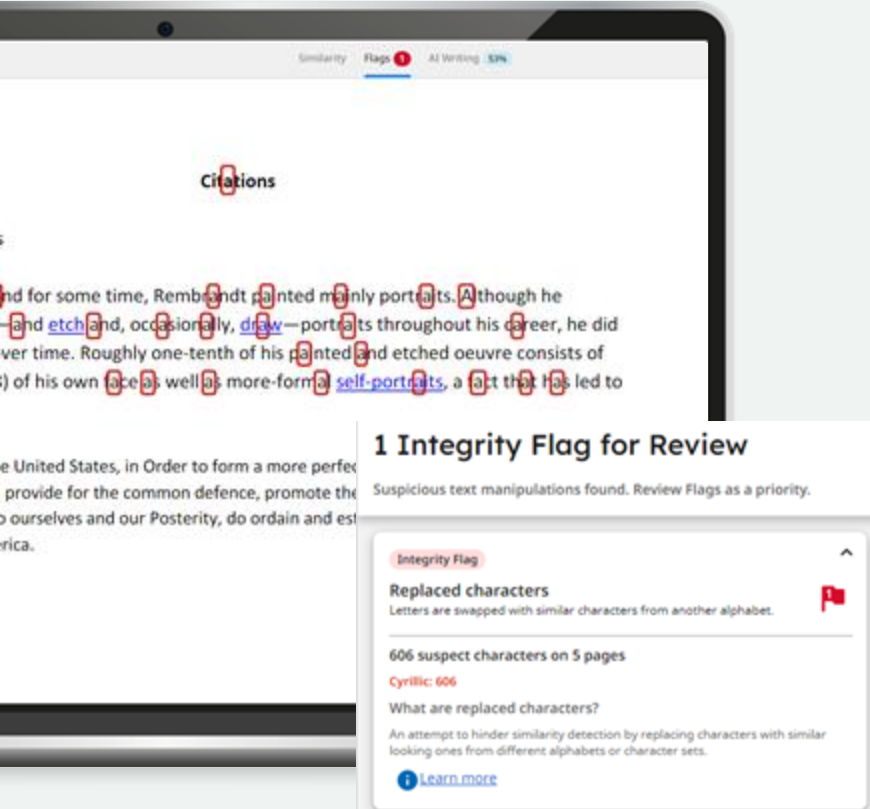 Similarity Flags 1 AI Writing 53%
Citations
s
nd for some time, Rembrandt painted mainly portraits. Although he
—and etch and, occasionally, draw—portraits throughout his career, he did
ver time. Roughly one-tenth of his painted and etched oeuvre consists of
) of his own face as well as more-formal self-portraits, a fact that has led to
e United States, in Order to form a more perfec
provide for the common defence, promote the
o ourselves and our Posterity, do ordain and est
rica.
1 Integrity Flag for Review
Suspicious text manipulations found. Review Flags as a priority.
Integrity Flag
Replaced characters
Letters are swapped with similar characters from another alphabet.
1
606 suspect characters on 5 pages
Cyrillic: 606
What are replaced characters?
An attempt to hinder similarity detection by replacing characters with similar
looking ones from different alphabets or character sets.
Learn more